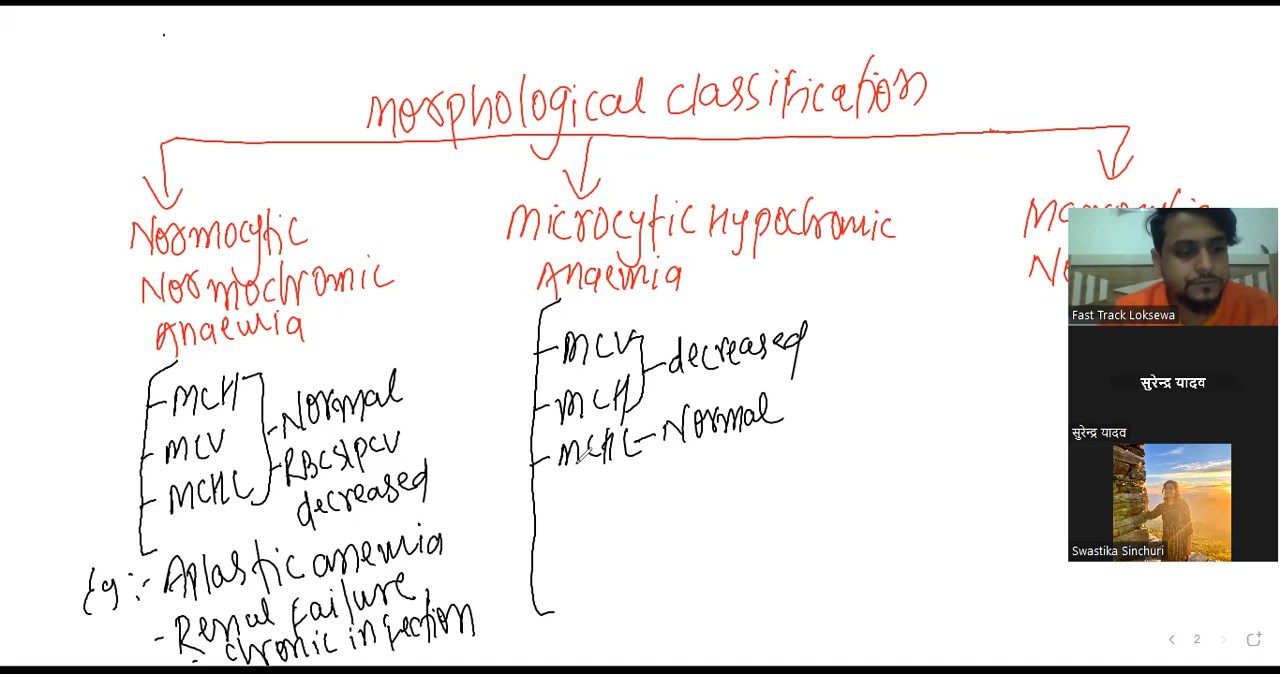 Morphological classification
Normocytic
Normochromic
Anaemia
MCH
MCV
MCHC
Normal
RBCs/PCV
decreased
Eg:- Aplastic anemia
- Renal failure,
- chronic infection
Microcytic Hypochromic
Anaemia
MCV
MCH
decreased
MCHC - Normal
Fast Track Loksewa
सुरेन्द्र यादव
सुरेन्द्र यादव
Swastika Sinchuri
2